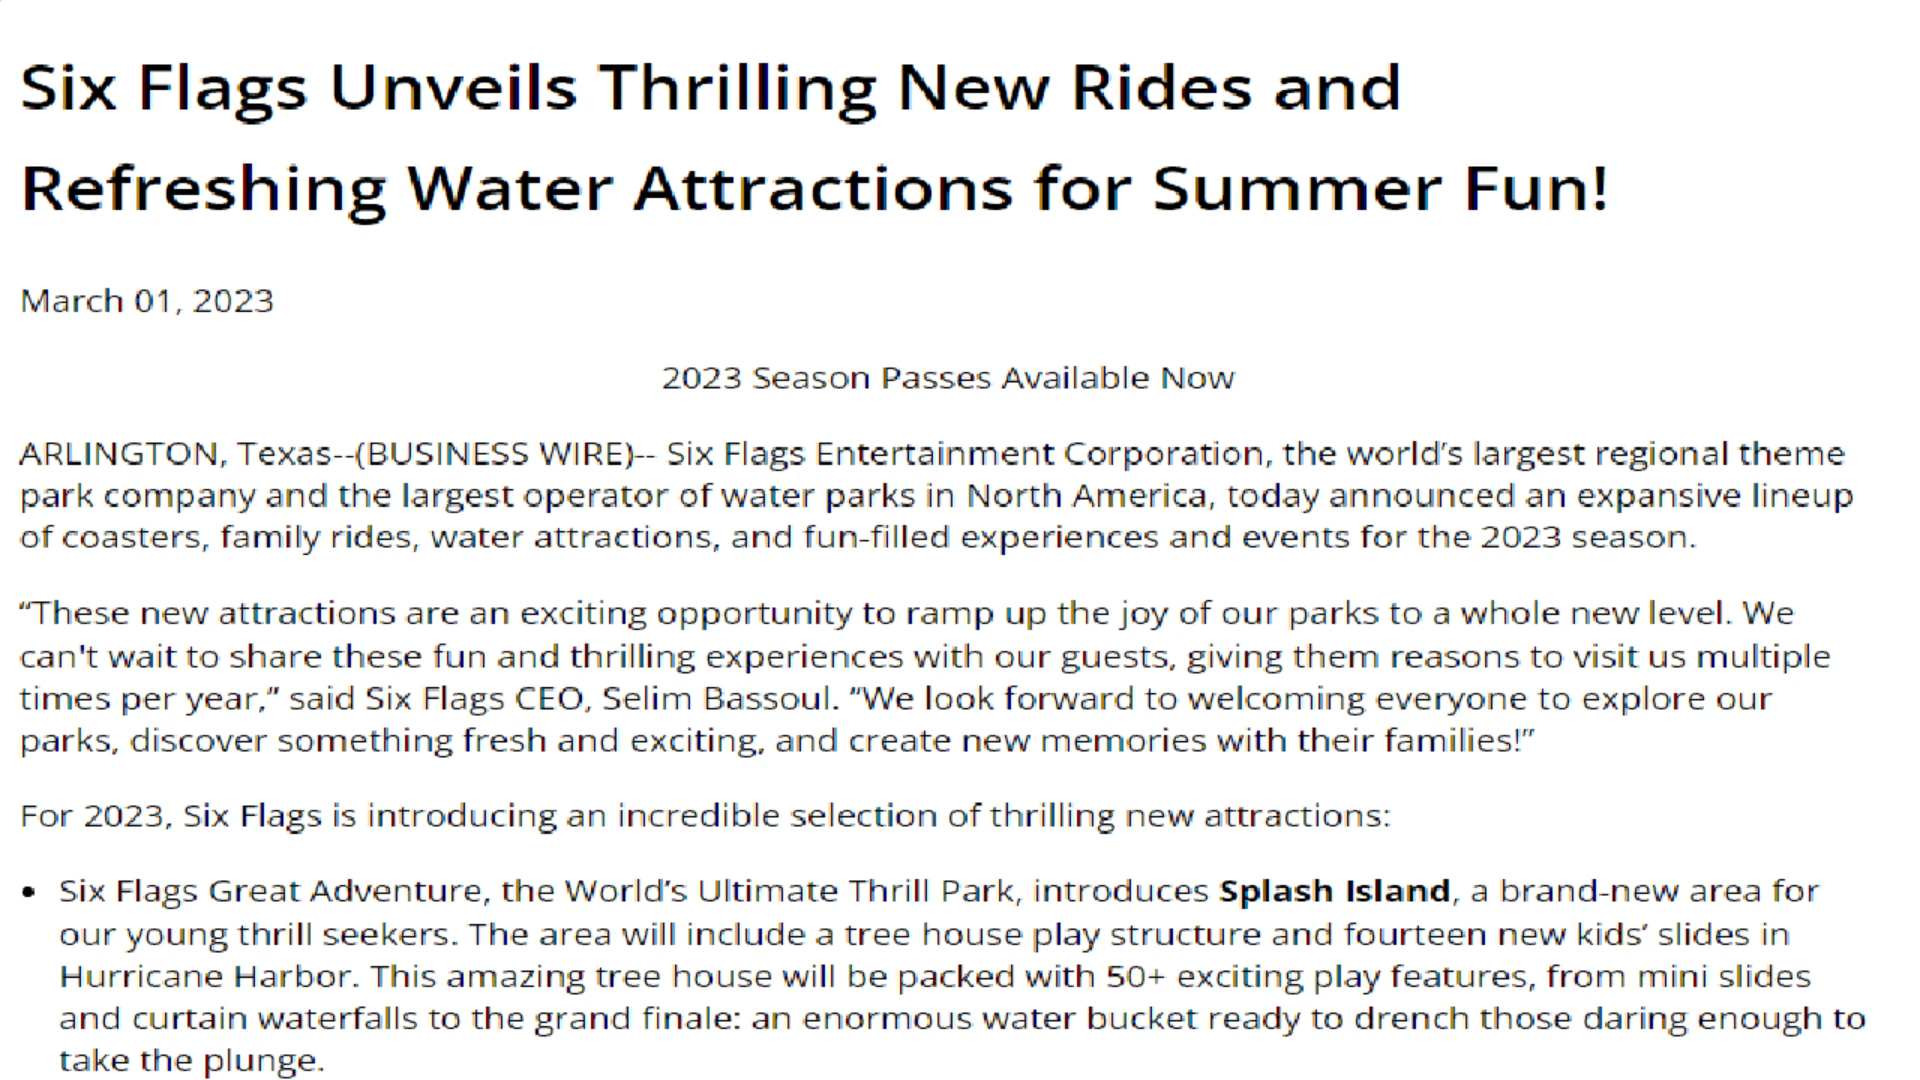 Six Flags Unveils Thrilling New Rides and
Refreshing Water Attractions for Summer Fun!
March 01, 2023
2023 Season Passes Available Now
ARLINGTON, Texas--(BUSINESS WIRE)-- Six Flags Entertainment Corporation, the world’s largest regional theme
park company and the largest operator of water parks in North America, today announced an expansive lineup
of coasters, family rides, water attractions, and fun-filled experiences and events for the 2023 season.
“These new attractions are an exciting opportunity to ramp up the joy of our parks to a whole new level. We
can't wait to share these fun and thrilling experiences with our guests, giving them reasons to visit us multiple
times per year,” said Six Flags CEO, Selim Bassoul. “We look forward to welcoming everyone to explore our
parks, discover something fresh and exciting, and create new memories with their families!”
For 2023, Six Flags is introducing an incredible selection of thrilling new attractions:
• Six Flags Great Adventure, the World’s Ultimate Thrill Park, introduces Splash Island, a brand-new area for
our young thrill seekers. The area will include a tree house play structure and fourteen new kids’ slides in
Hurricane Harbor. This amazing tree house will be packed with 50+ exciting play features, from mini slides
and curtain waterfalls to the grand finale: an enormous water bucket ready to drench those daring enough to
take the plunge.